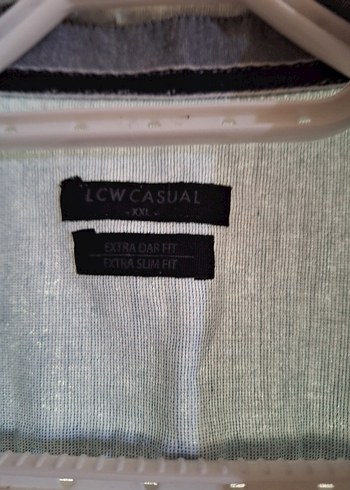 LCW CASUAL
- XXL -
EXTRA DAR FIT
EXTRA SLIM FIT